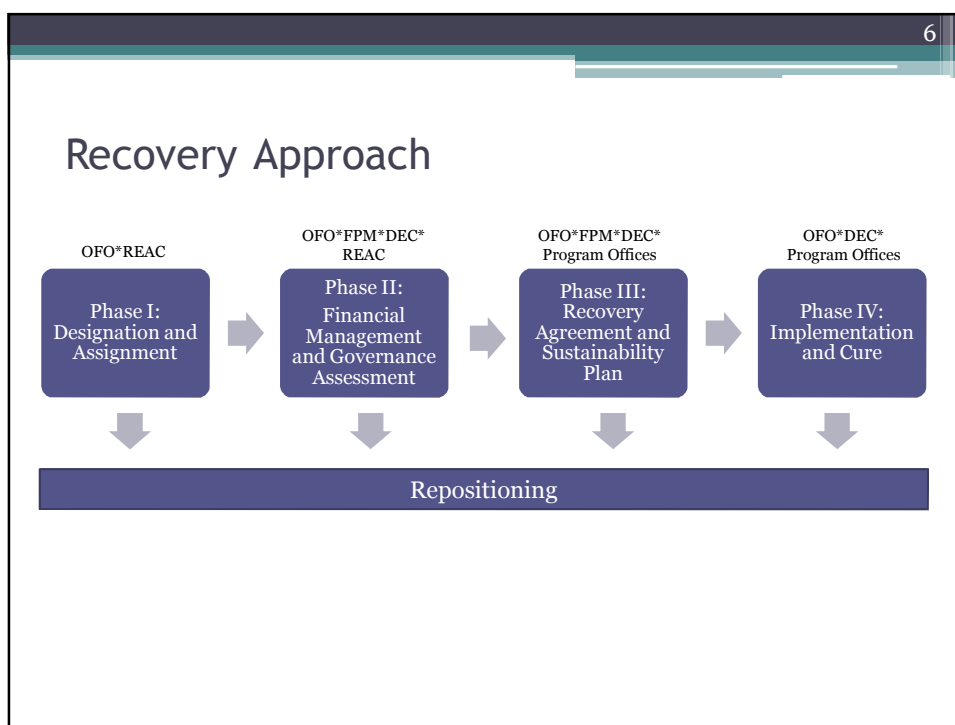 6
Recovery Approach
OFO*REAC
Phase I:
Designation and
Assignment
OFO*FPM*DEC*
REAC
Phase II:
Financial
Management
and Governance
Assessment
OFO*FPM*DEC*
Program Offices
Phase III:
Recovery
Agreement and
Sustainability
Plan
OFO*DEC*
Program Offices
Phase IV:
Implementation
and Cure
Repositioning